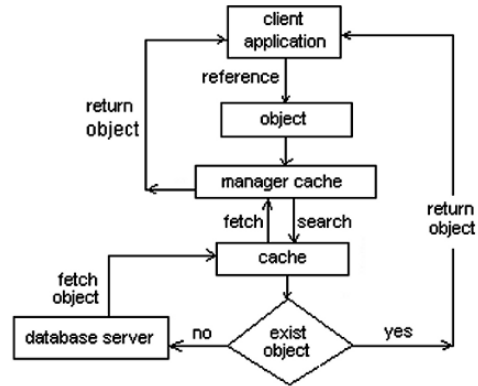 client
application
reference
return
object
object
manager cache
fetch
search
return
object
cache
fetch
object
database server
no
exist
object
yes